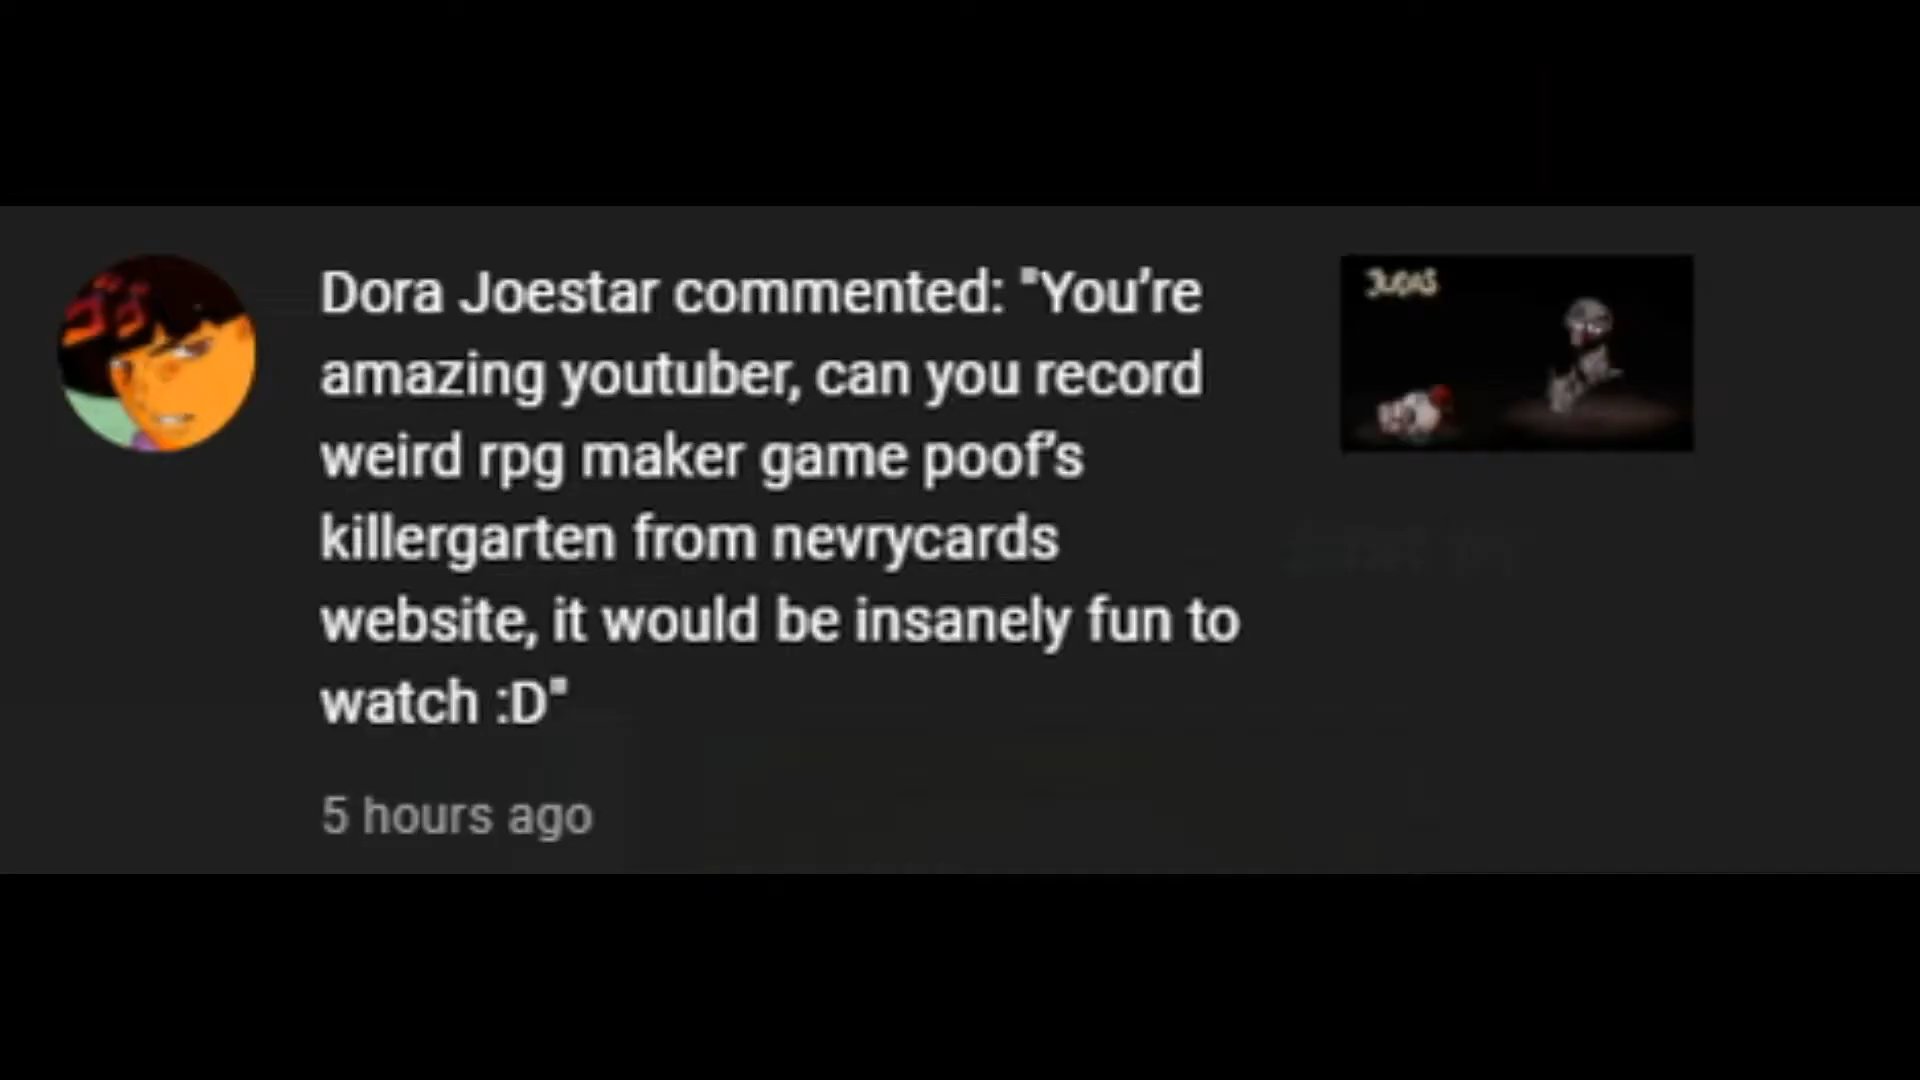 Dora Joestar commented: "You're
amazing youtuber, can you record
weird rpg maker game poof's
killergarten from nevrycards
website, it would be insanely fun to
watch :D"
5 hours ago
JUDAS